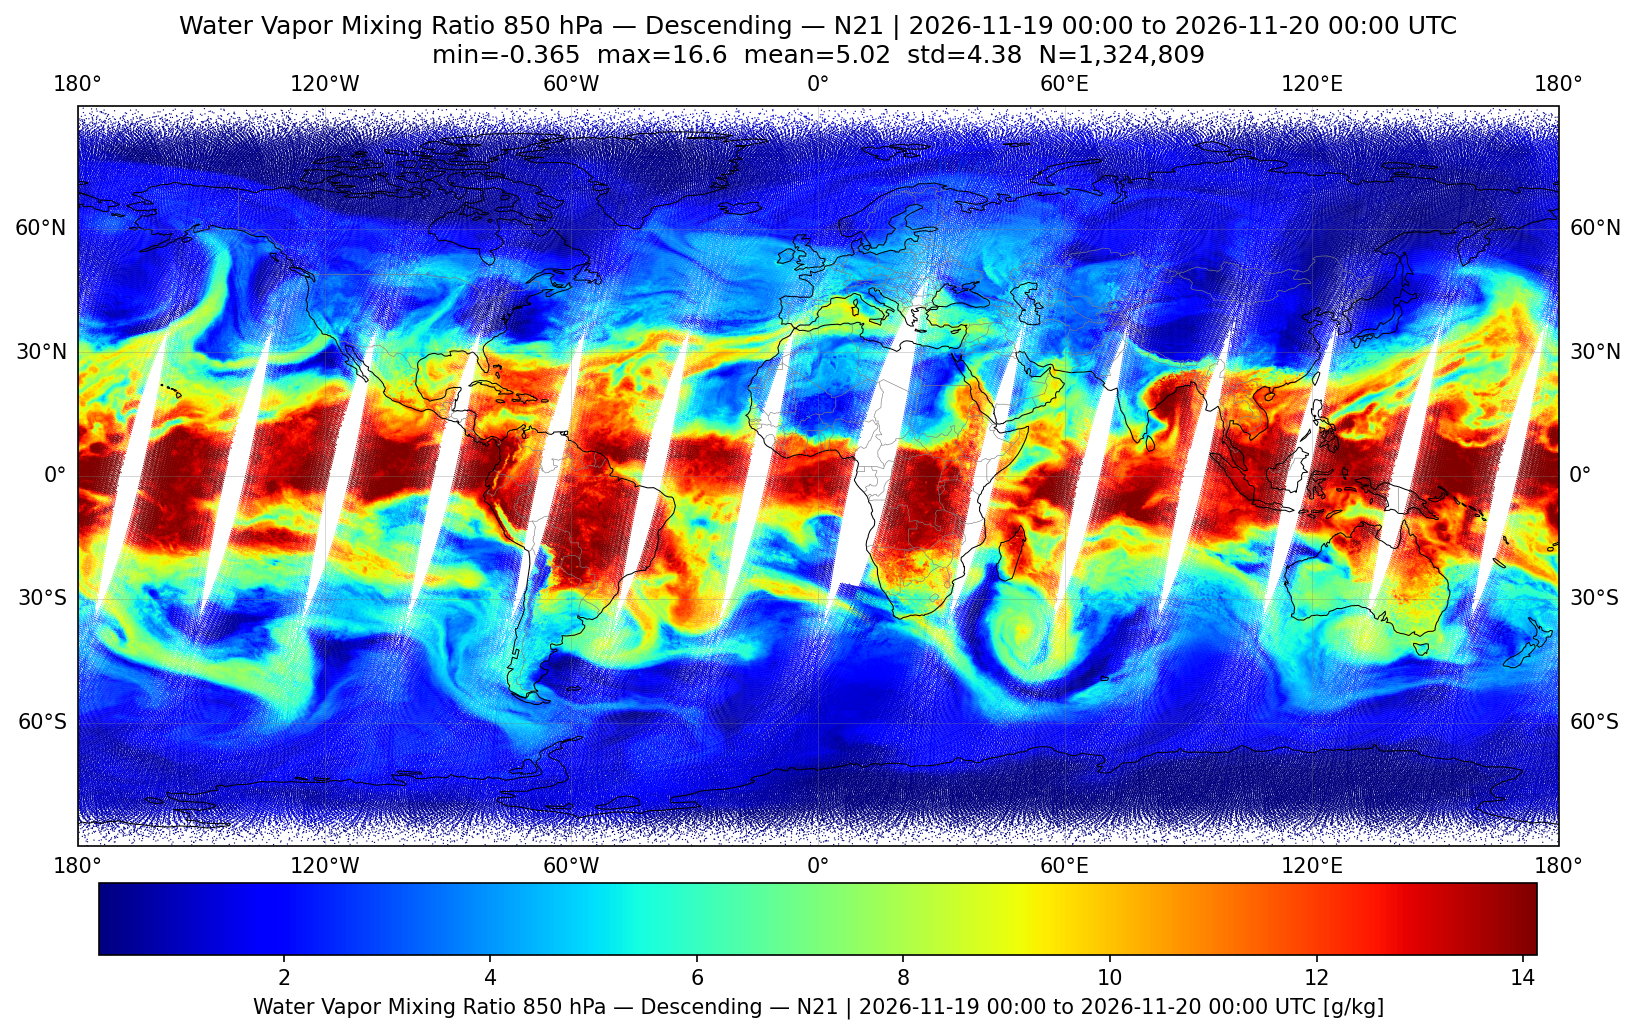 Water Vapor Mixing Ratio 850 hPa — Descending — N21 | 2026-11-19 00:00 to 2026-11-20 00:00 UTC
min=-0.365 max=16.6 mean=5.02 std=4.38 N=1,324,809
180° 120°W 60°W 0° 60°E 120°E 180°
60°N 60°N
30°N 30°N
0° 0°
30°S 30°S
60°S 60°S
180° 120°W 60°W 0° 60°E 120°E 180°
2 4 6 8 10 12 14
Water Vapor Mixing Ratio 850 hPa — Descending — N21 | 2026-11-19 00:00 to 2026-11-20 00:00 UTC [g/kg]